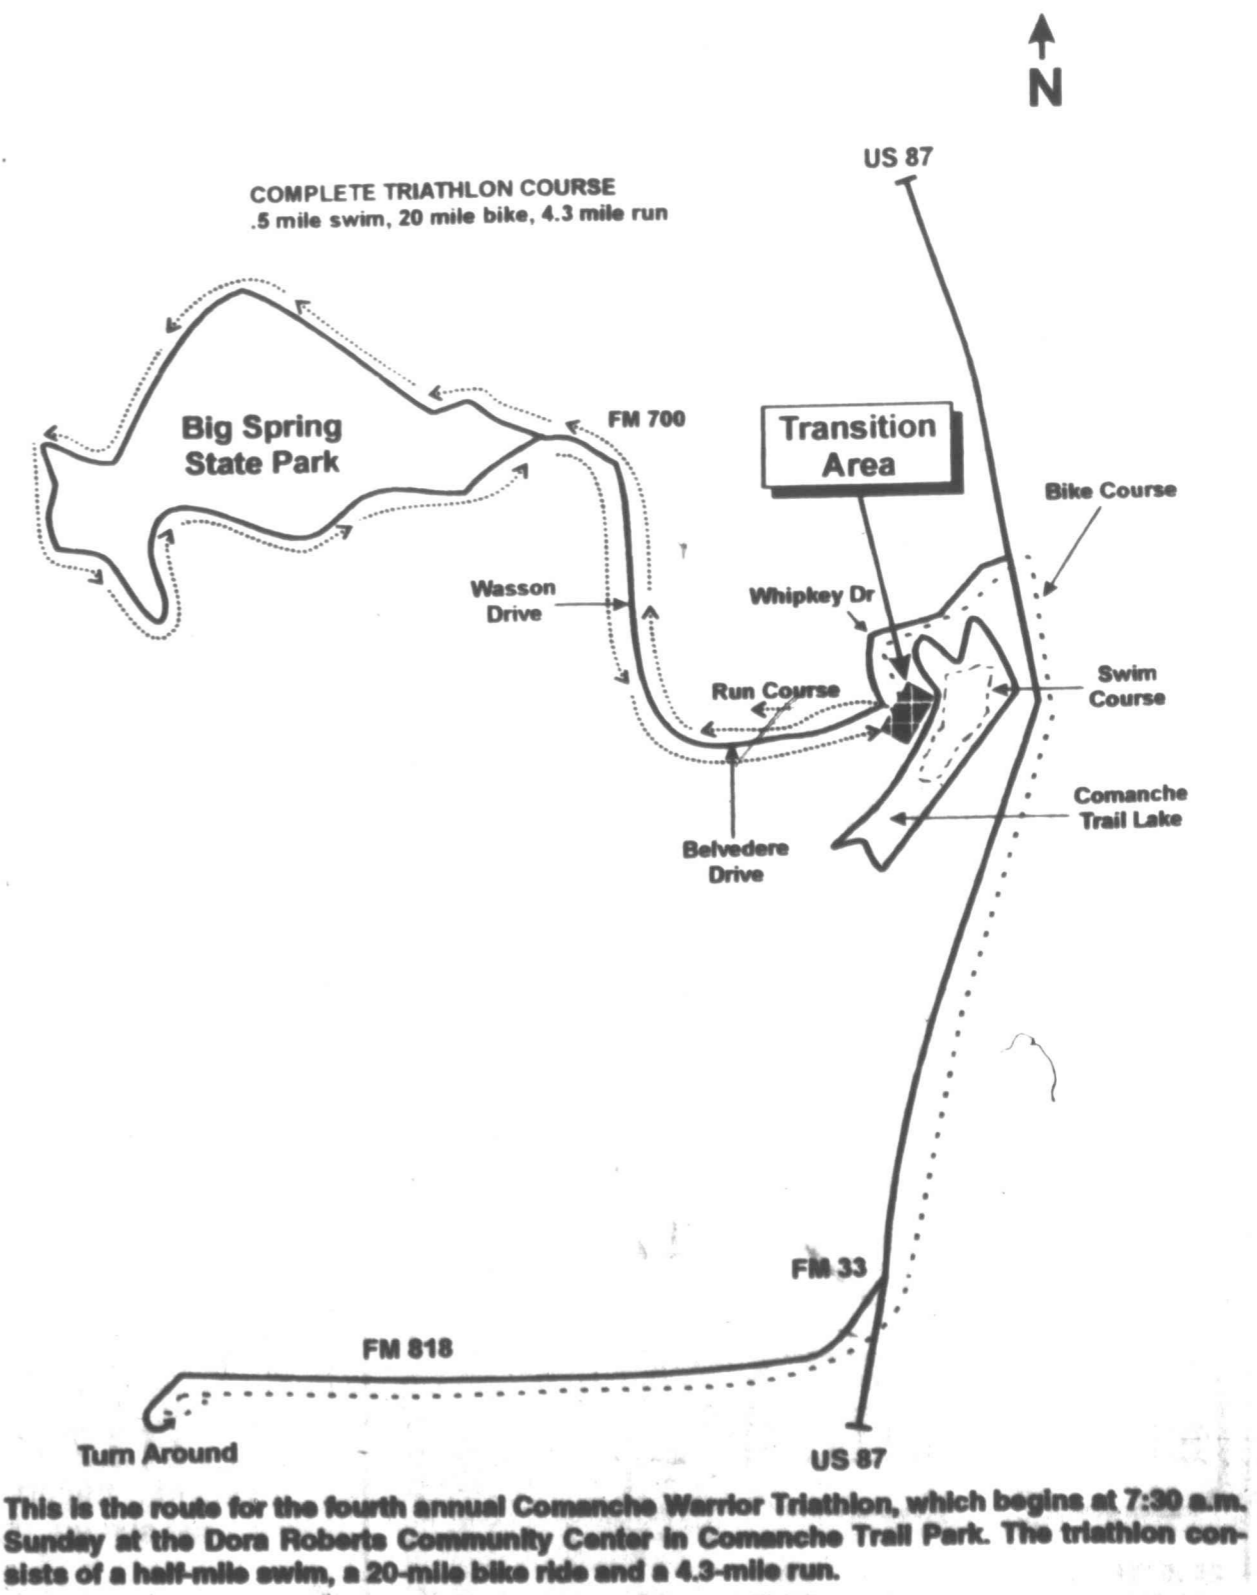 N
US 87
COMPLETE TRIATHLON COURSE
.5 mile swim, 20 mile bike, 4.3 mile run
FM 700
Big Spring
State Park
Transition
Area
Bike Course
Wasson
Drive
Whipkey Dr
Run Course
Swim
Course
Comanche
Trail Lake
Belvedere
Drive
FM 33
FM 818
Turn Around
US 87
This is the route for the fourth annual Comanche Warrior Triathlon, which begins at 7:30 a.m.
Sunday at the Dora Roberts Community Center in Comanche Trail Park. The triathlon con-
sists of a half-mile swim, a 20-mile bike ride and a 4.3-mile run.